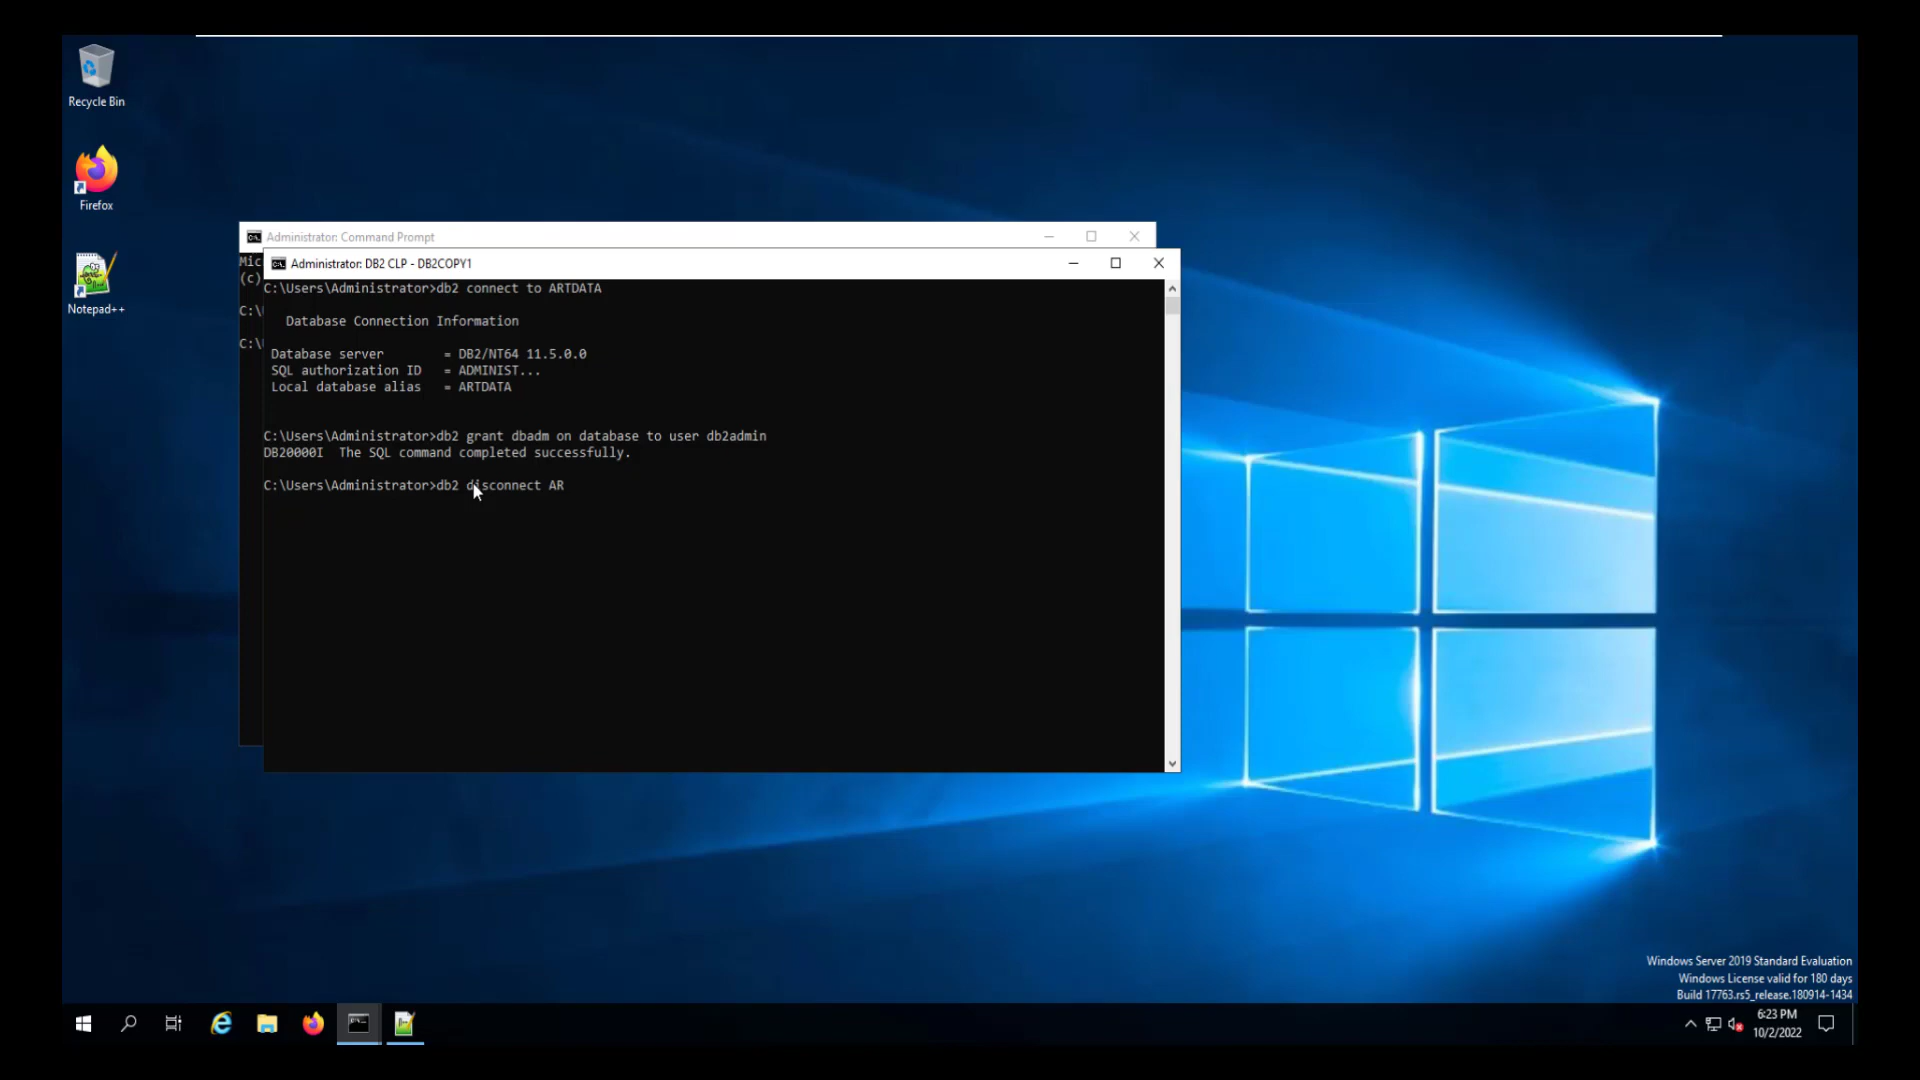 Recycle Bin
Firefox
Notepad++
Administrator: Command Prompt
Mic
(c)
C:\
C:\
Administrator: DB2 CLP - DB2COPY1
C:\Users\Administrator>db2 connect to ARTDATA
Database Connection Information
Database server = DB2/NT64 11.5.0.0
SQL authorization ID = ADMINIST...
Local database alias = ARTDATA
C:\Users\Administrator>db2 grant dbadm on database to user db2admin
DB20000I The SQL command completed successfully.
C:\Users\Administrator>db2 disconnect AR
Windows Server 2019 Standard Evaluation
Windows License valid for 180 days
Build 17763.rs5_release.180914-1434
6:23 PM
10/2/2022